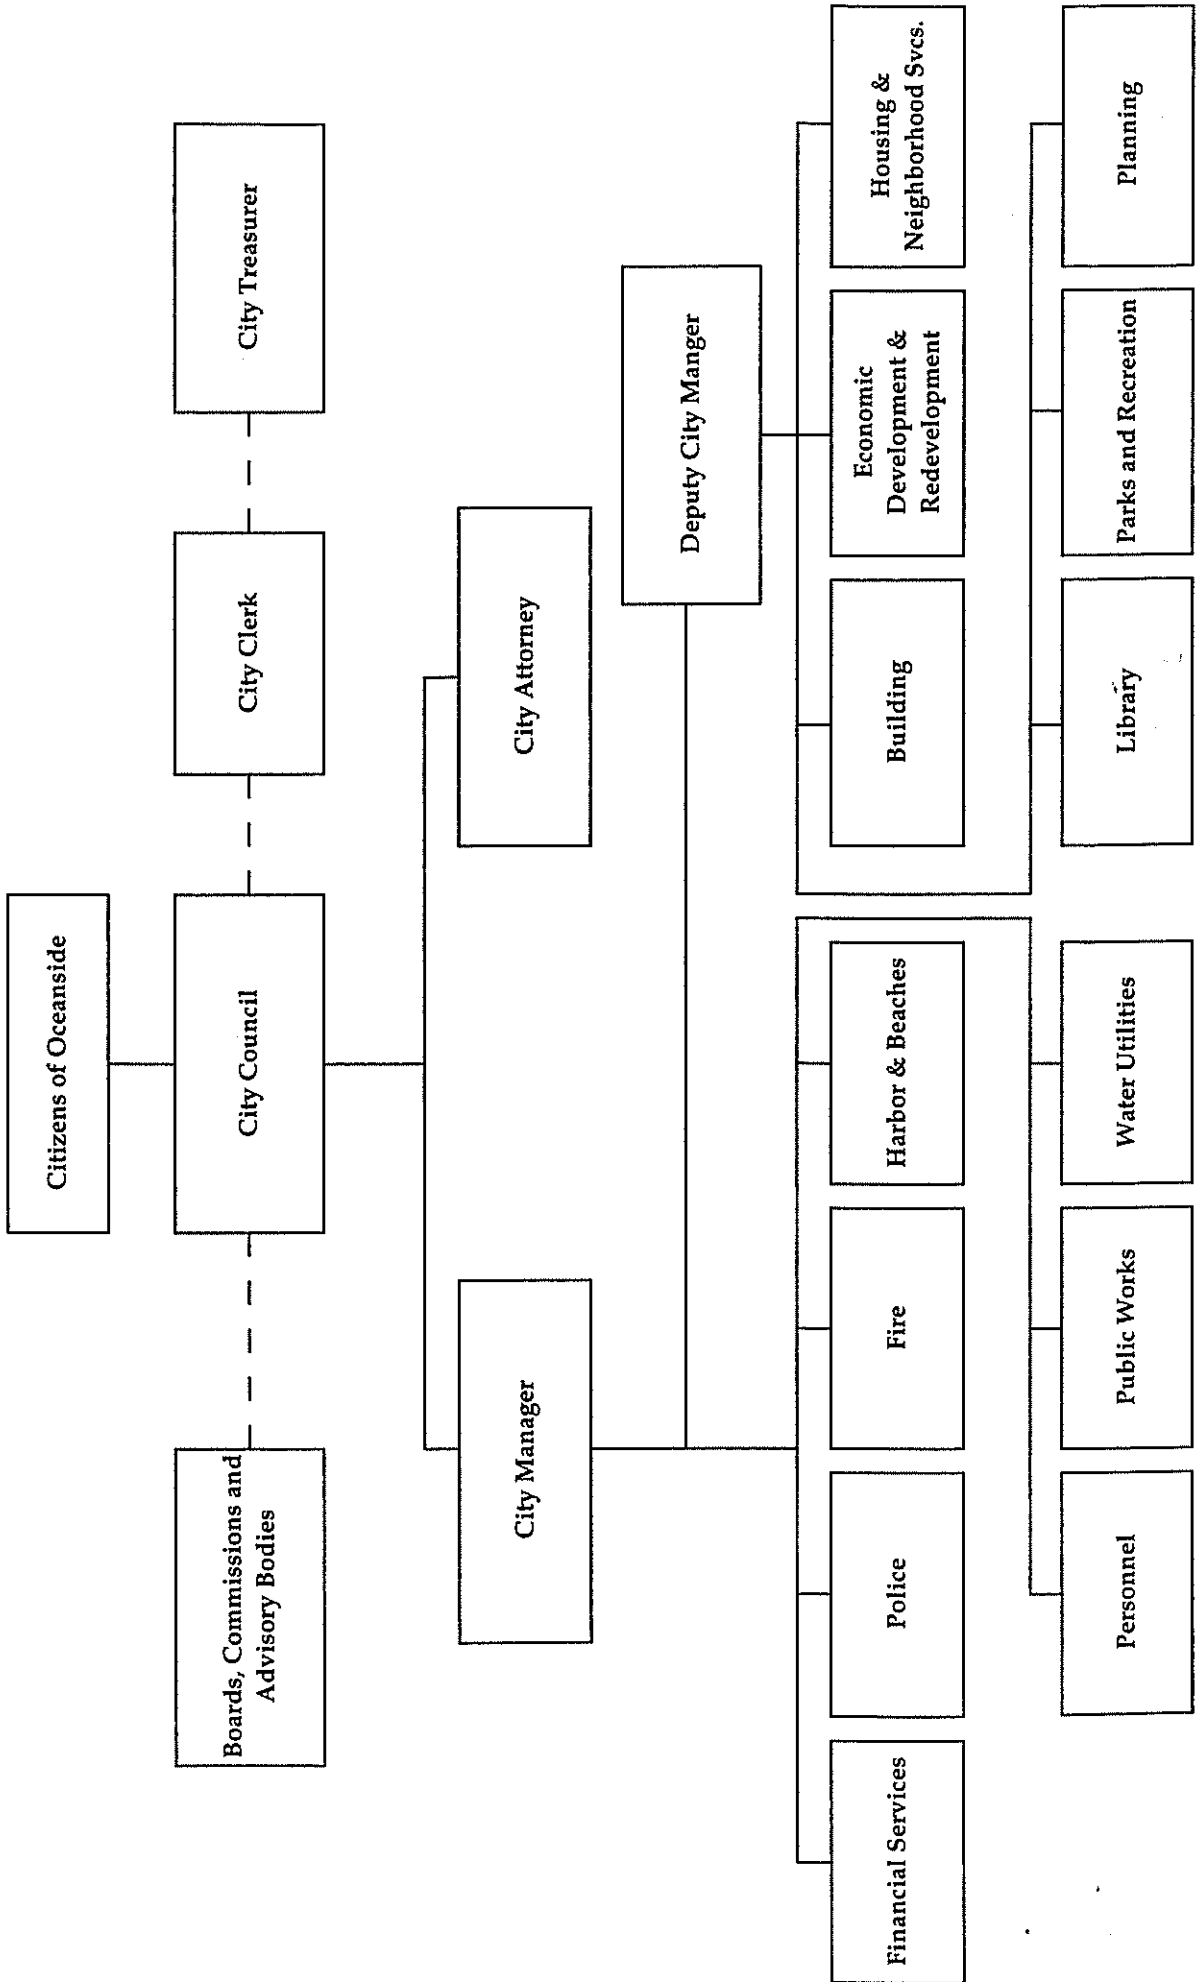 Citizens of Oceanside
Boards, Commissions and
Advisory Bodies
City Council
City Clerk
City Treasurer
City Manager
City Attorney
Deputy City Manger
Financial Services
Police
Fire
Harbor & Beaches
Building
Economic
Development &
Redevelopment
Housing &
Neighborhood Svcs.
Personnel
Public Works
Water Utilities
Library
Parks and Recreation
Planning